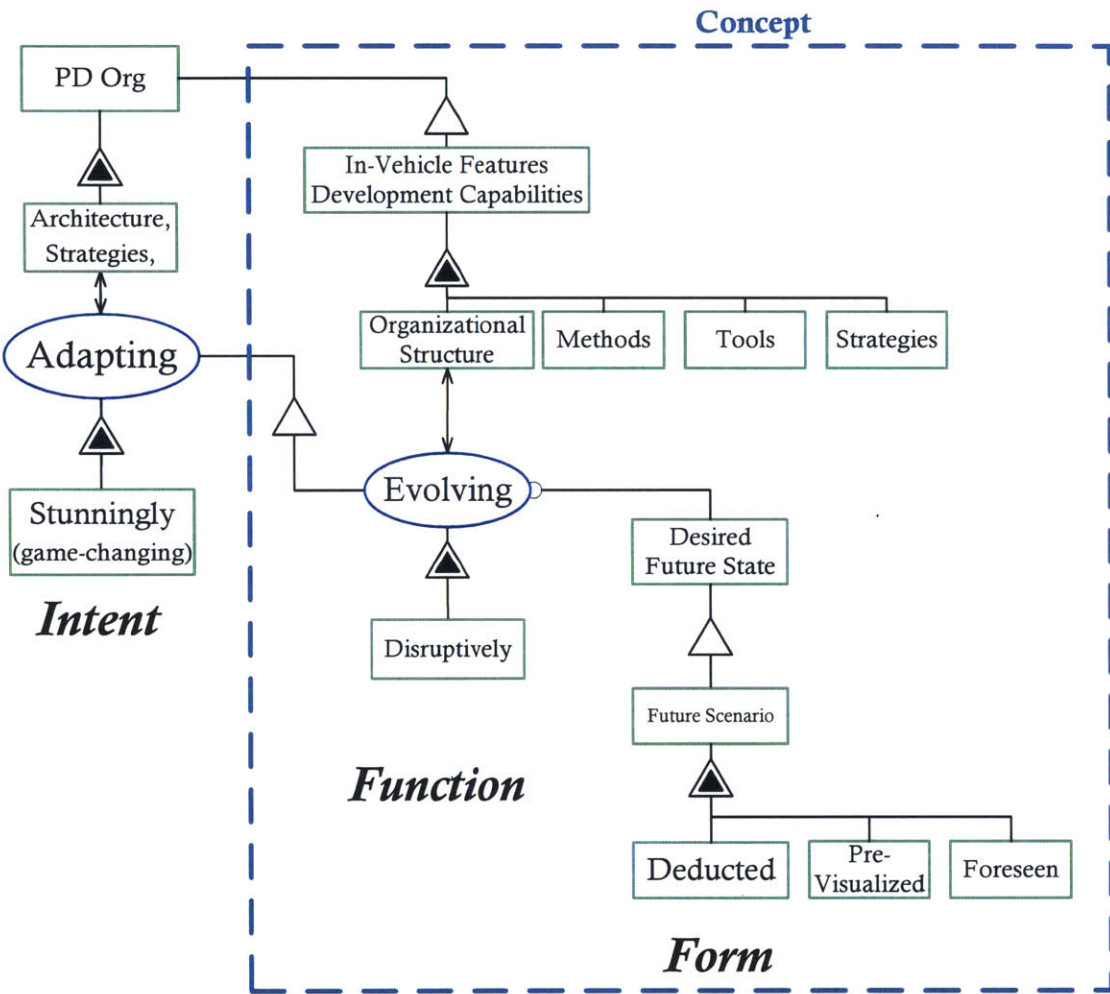 Concept
PD Org
In-Vehicle Features
Development Capabilities
Architecture,
Strategies,
Organizational
Structure
Methods
Tools
Strategies
Adapting
Evolving
Stunningly
(game-changing)
Desired
Future State
Intent
Disruptively
Future Scenario
Function
Deducted
Pre-
Visualized
Foreseen
Form